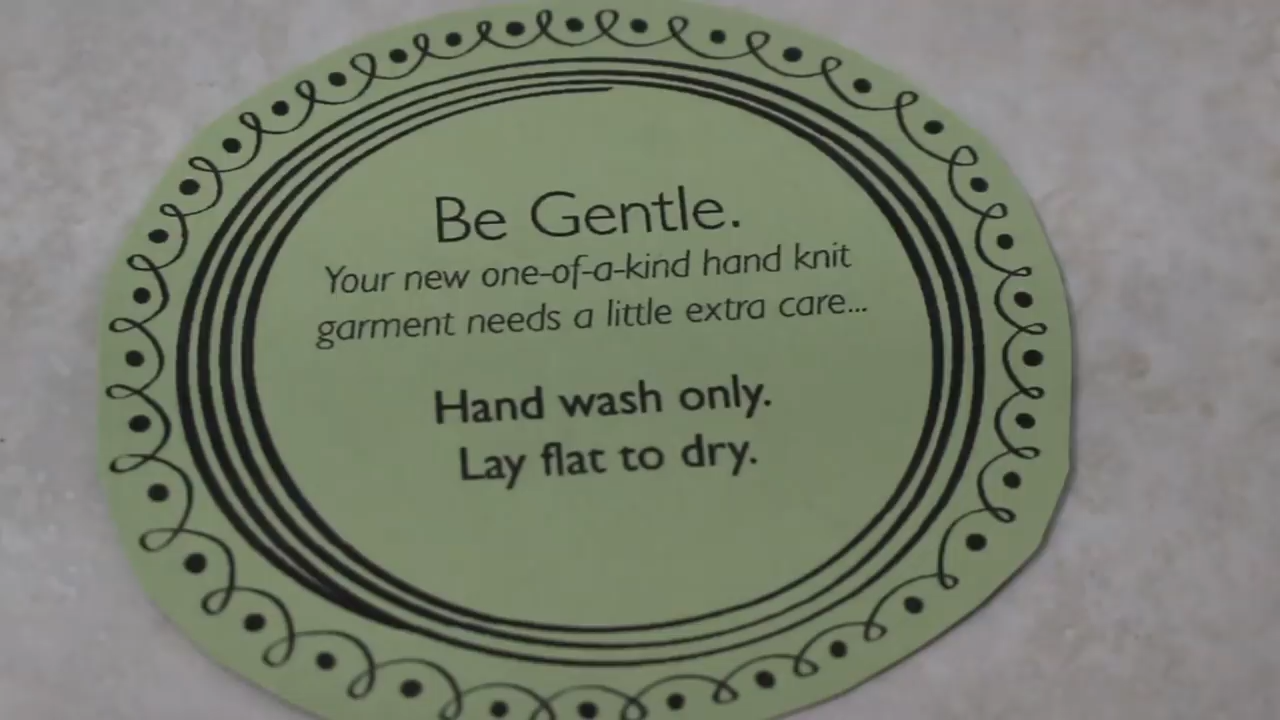 Be Gentle.
Your new one-of-a-kind hand knit
garment needs a little extra care...
Hand wash only.
Lay flat to dry.